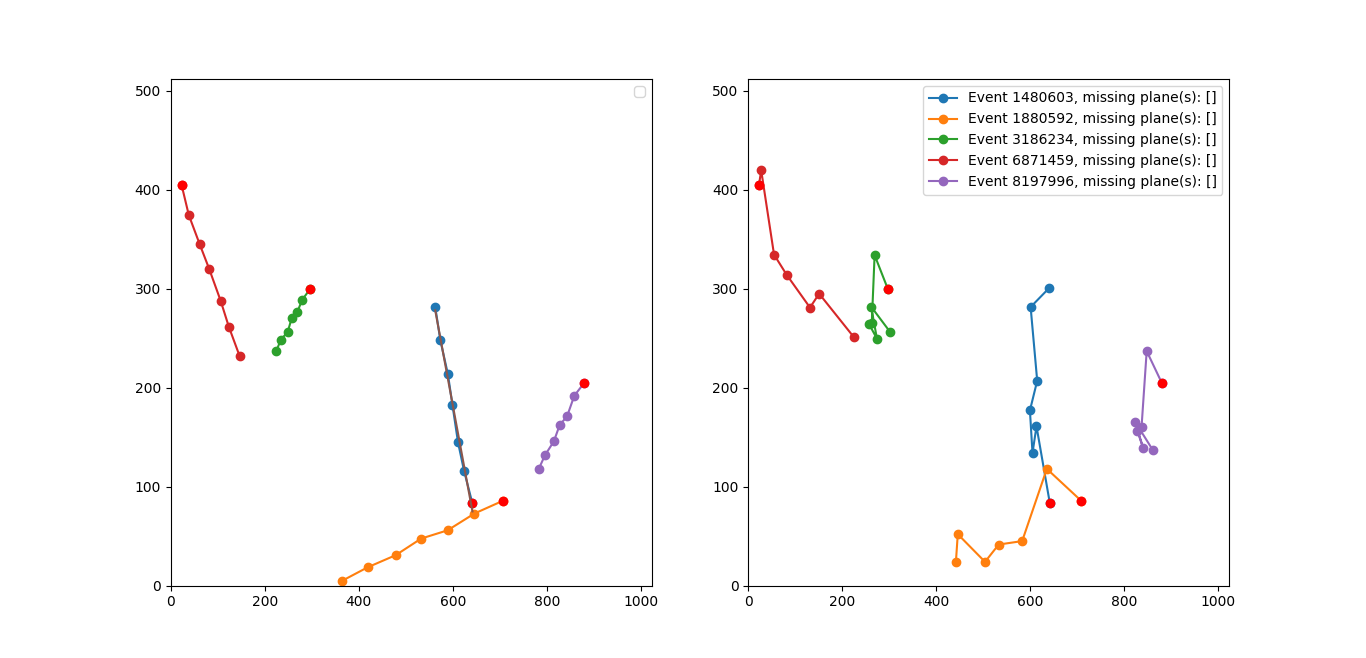 500
400
300
200
100
0
0 200 400 600 800 1000
500
400
300
200
100
0
0 200 400 600 800 1000
Event 1480603, missing plane(s): []
Event 1880592, missing plane(s): []
Event 3186234, missing plane(s): []
Event 6871459, missing plane(s): []
Event 8197996, missing plane(s): []